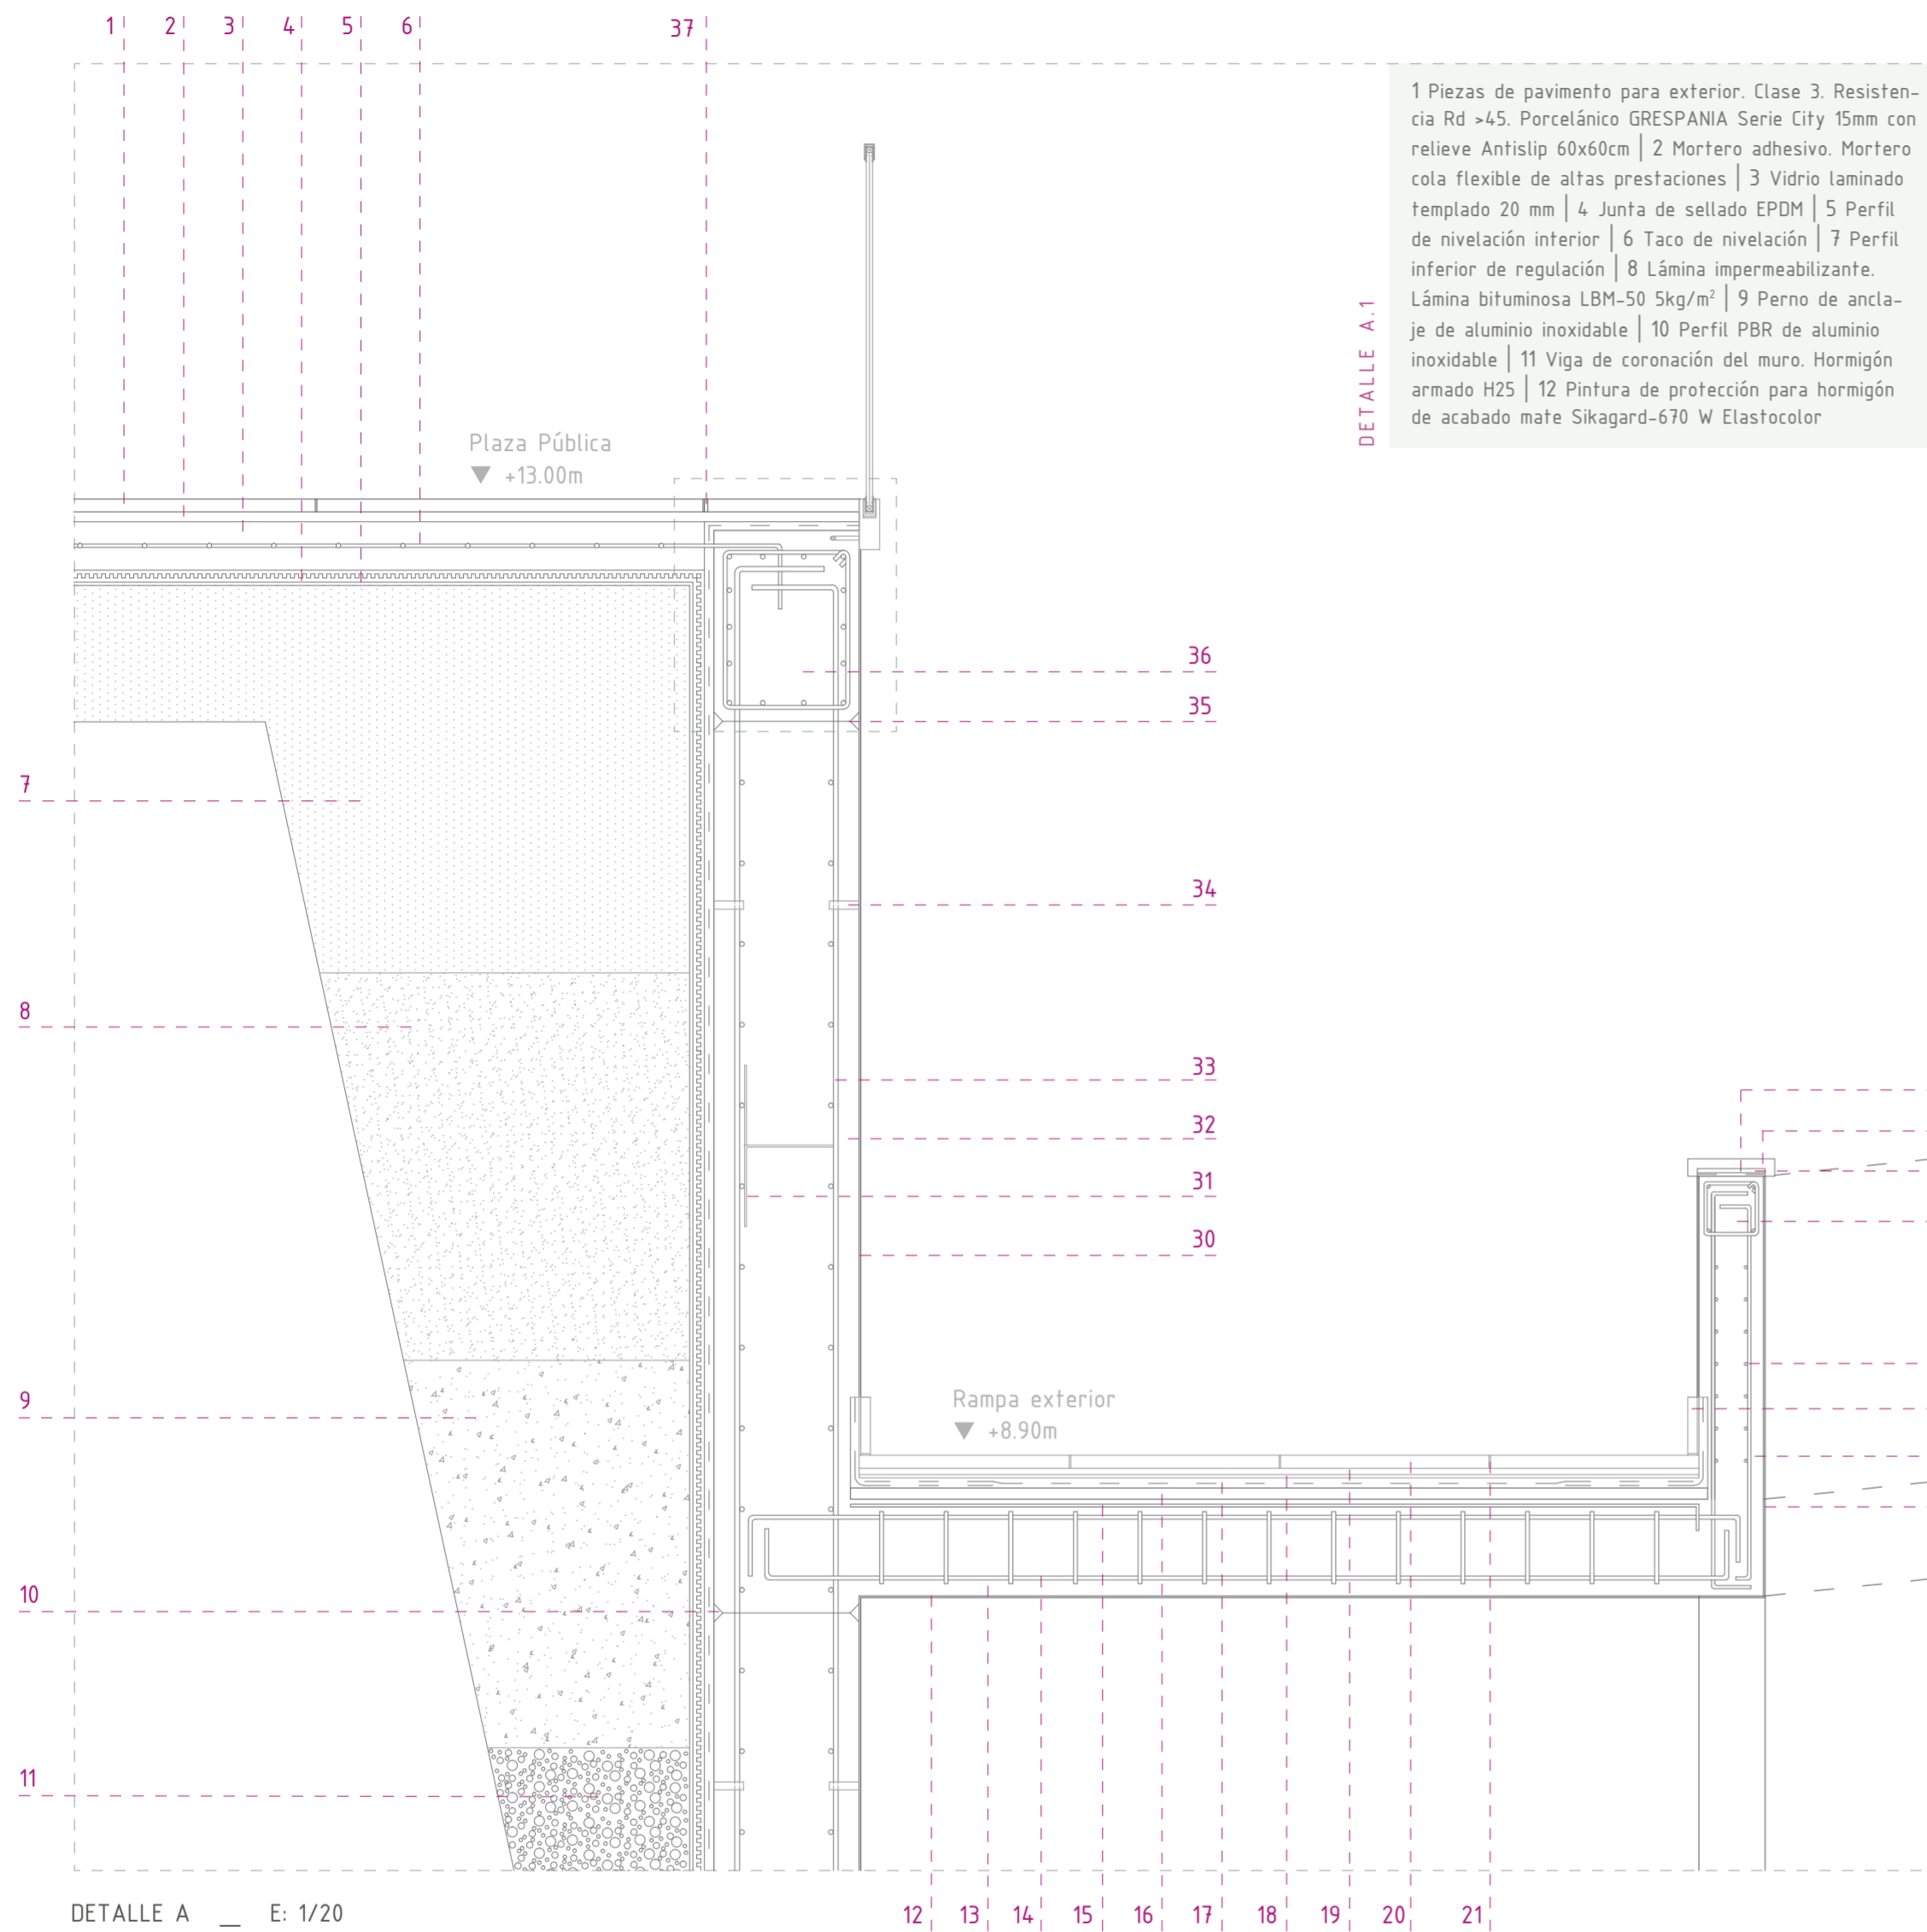 1 2 3 4 5 6 37
1 Piezas de pavimento para exterior. Clase 3. Resisten-
cia Rd >45. Porcelánico GRESPANIA Serie City 15mm con
relieve Antislip 60x60cm | 2 Mortero adhesivo. Mortero
cola flexible de altas prestaciones | 3 Vidrio laminado
templado 20 mm | 4 Junta de sellado EPDM | 5 Perfil
de nivelación interior | 6 Taco de nivelación | 7 Perfil
inferior de regulación | 8 Lámina impermeabilizante.
Lámina bituminosa LBM-50 5kg/m² | 9 Perno de ancla-
je de aluminio inoxidable | 10 Perfil PBR de aluminio
inoxidable | 11 Viga de coronación del muro. Hormigón
armado H25 | 12 Pintura de protección para hormigón
de acabado mate Sikagard-670 W Elastocolor
DETALLE A.1
Plaza Pública
+13.00m
36
35
7
34
8
33
32
31
30
9
Rampa exterior
+8.90m
10
11
DETALLE A _ E: 1/20
12 13 14 15 16 17 18 19 20 21